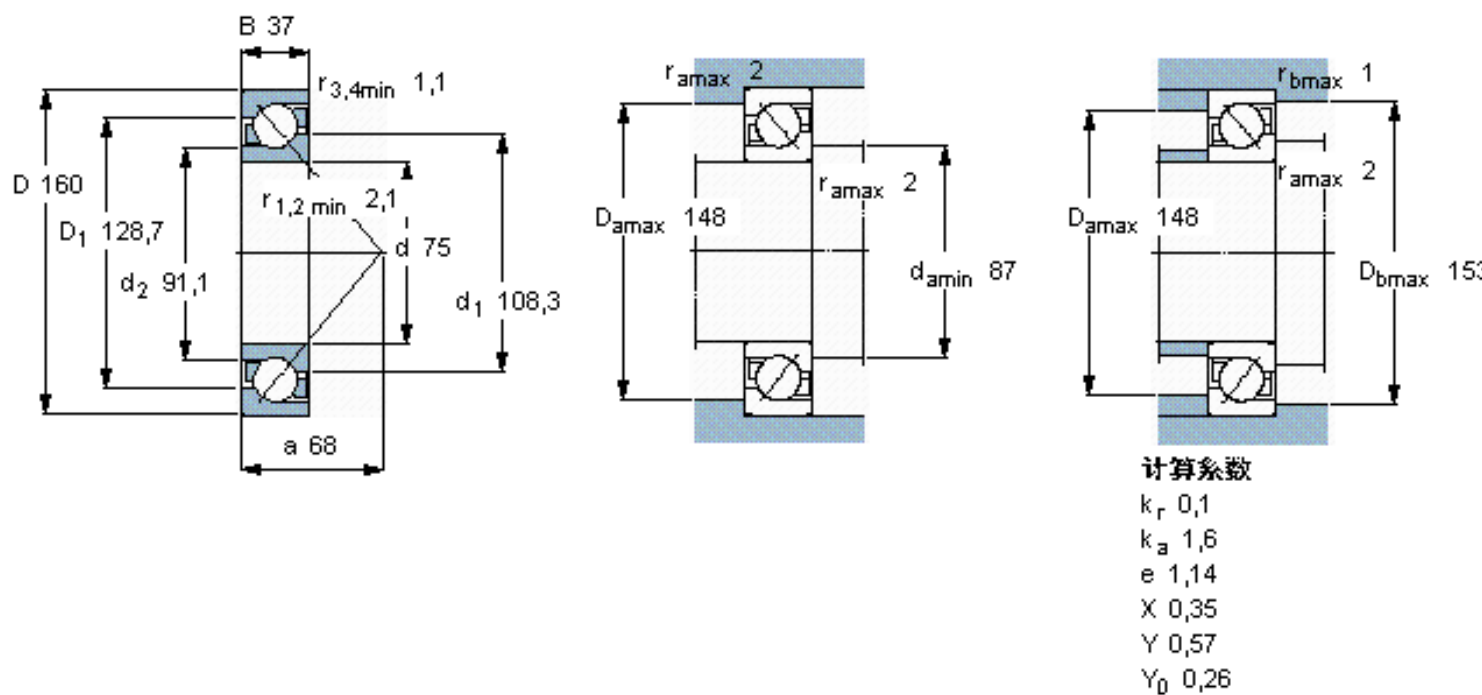 B 37
r3,4min 1,1
D 160
D1 128,7
d2 91,1
r1,2 min 2,1
d 75
d1 108,3
a 68
ramax 2
ramax 2
Damax 148
damin 87
rbmax 1
ramax 2
Damax 148
Dbmax 153
计算系数
kr 0,1
ka 1,6
e 1,14
X 0,35
Y 0,57
Y0 0,26